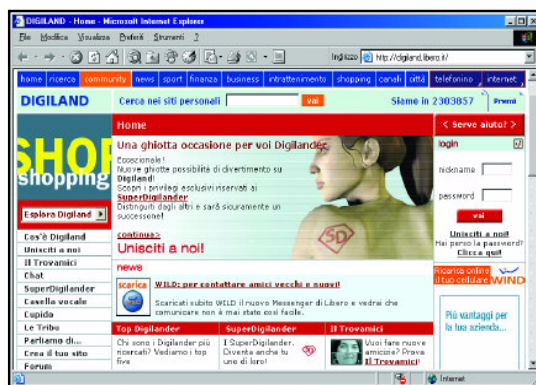 DIGILAND - Home - Microsoft Internet Explorer
File Modifica Visualizza Preferiti Strumenti ?
Indirizzo http://digiland.libero.it/
home ricerca community news sport finanza business intrattenimento shopping canali città telefonino internet
DIGILAND Cerca nei siti personali vai Siamo in 2303857 Premi
SHOP
shopping
Esplora Digiland
Cos'è Digiland
Unisciti a noi
Il Trovamici
Chat
SuperDigilander
Casella vocale
Cupido
Le Tribu
Parliamo di...
Crea il tuo sito
Forum
Home
Una ghiotta occasione per voi Digilander
Eccezionale!
Nuove ghiotte possibilità di divertimento su
Digiland!
Scopri i privilegi esclusivi riservati ai
SuperDigilander
Distinguiti dagli altri e sarà sicuramente un
successone!
continua>
Unisciti a noi!
SD
news
scarica
WILD: per contattare amici vecchi e nuovi!
Scaricati subito WILD il nuovo Messenger di Libero e vedrai che
comunicare non è mai stato così facile.
Top Digilander
Chi sono i Digilander più
ricercati? Vediamo i top
five
SuperDigilander
I SuperDigilander.
Diventa anche tu
uno di loro!
Il Trovamici
Vuoi fare nuove
amicizie? Prova
Il Trovamici!
< Serve aiuto? >
login
nickname
password
vai
Unisciti a noi!
Hai perso la password?
Clicca qui!
Ricerca online
il tuo cellulare WIND
Più vantaggi per
la tua azienda...
Internet